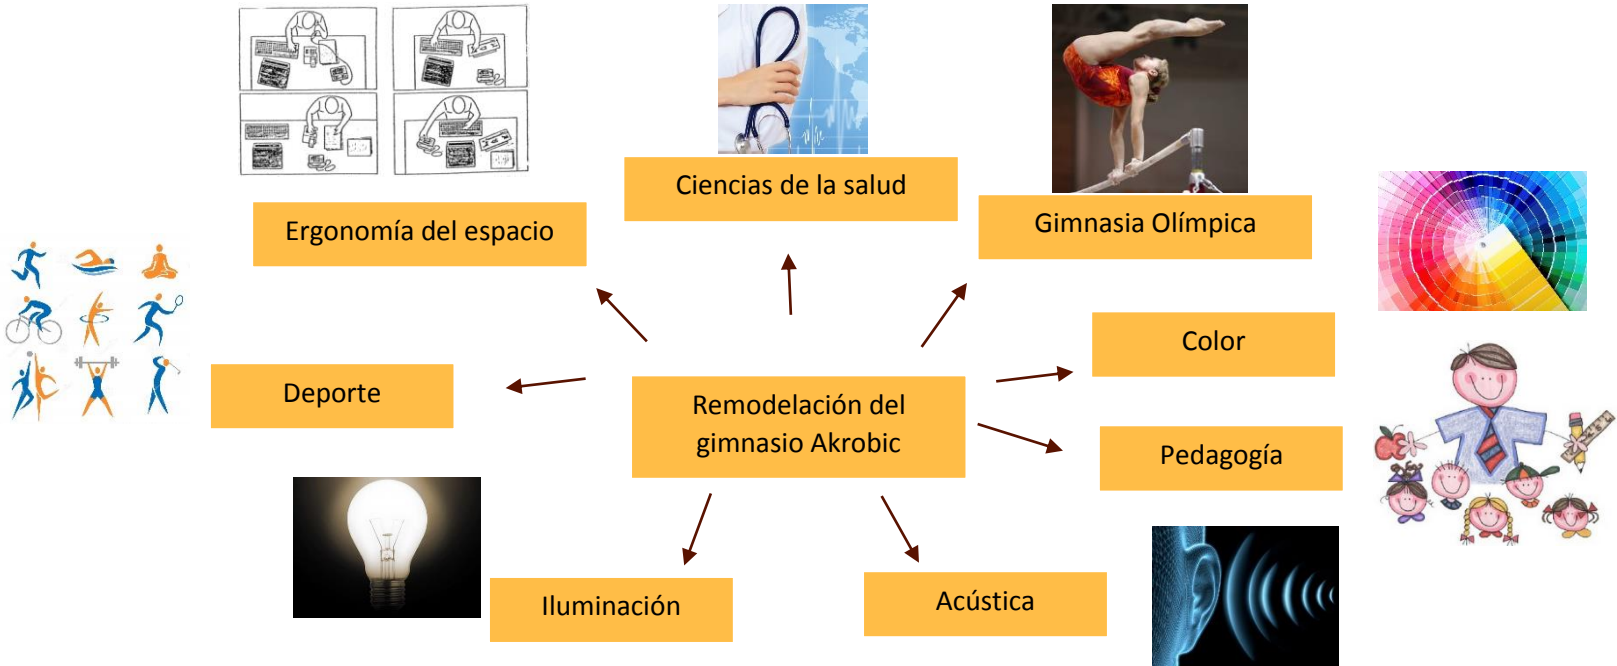 Ciencias de la salud
Ergonomía del espacio
Gimnasia Olímpica
Color
Deporte
Remodelación del
gimnasio Akrobic
Pedagogía
Iluminación
Acústica